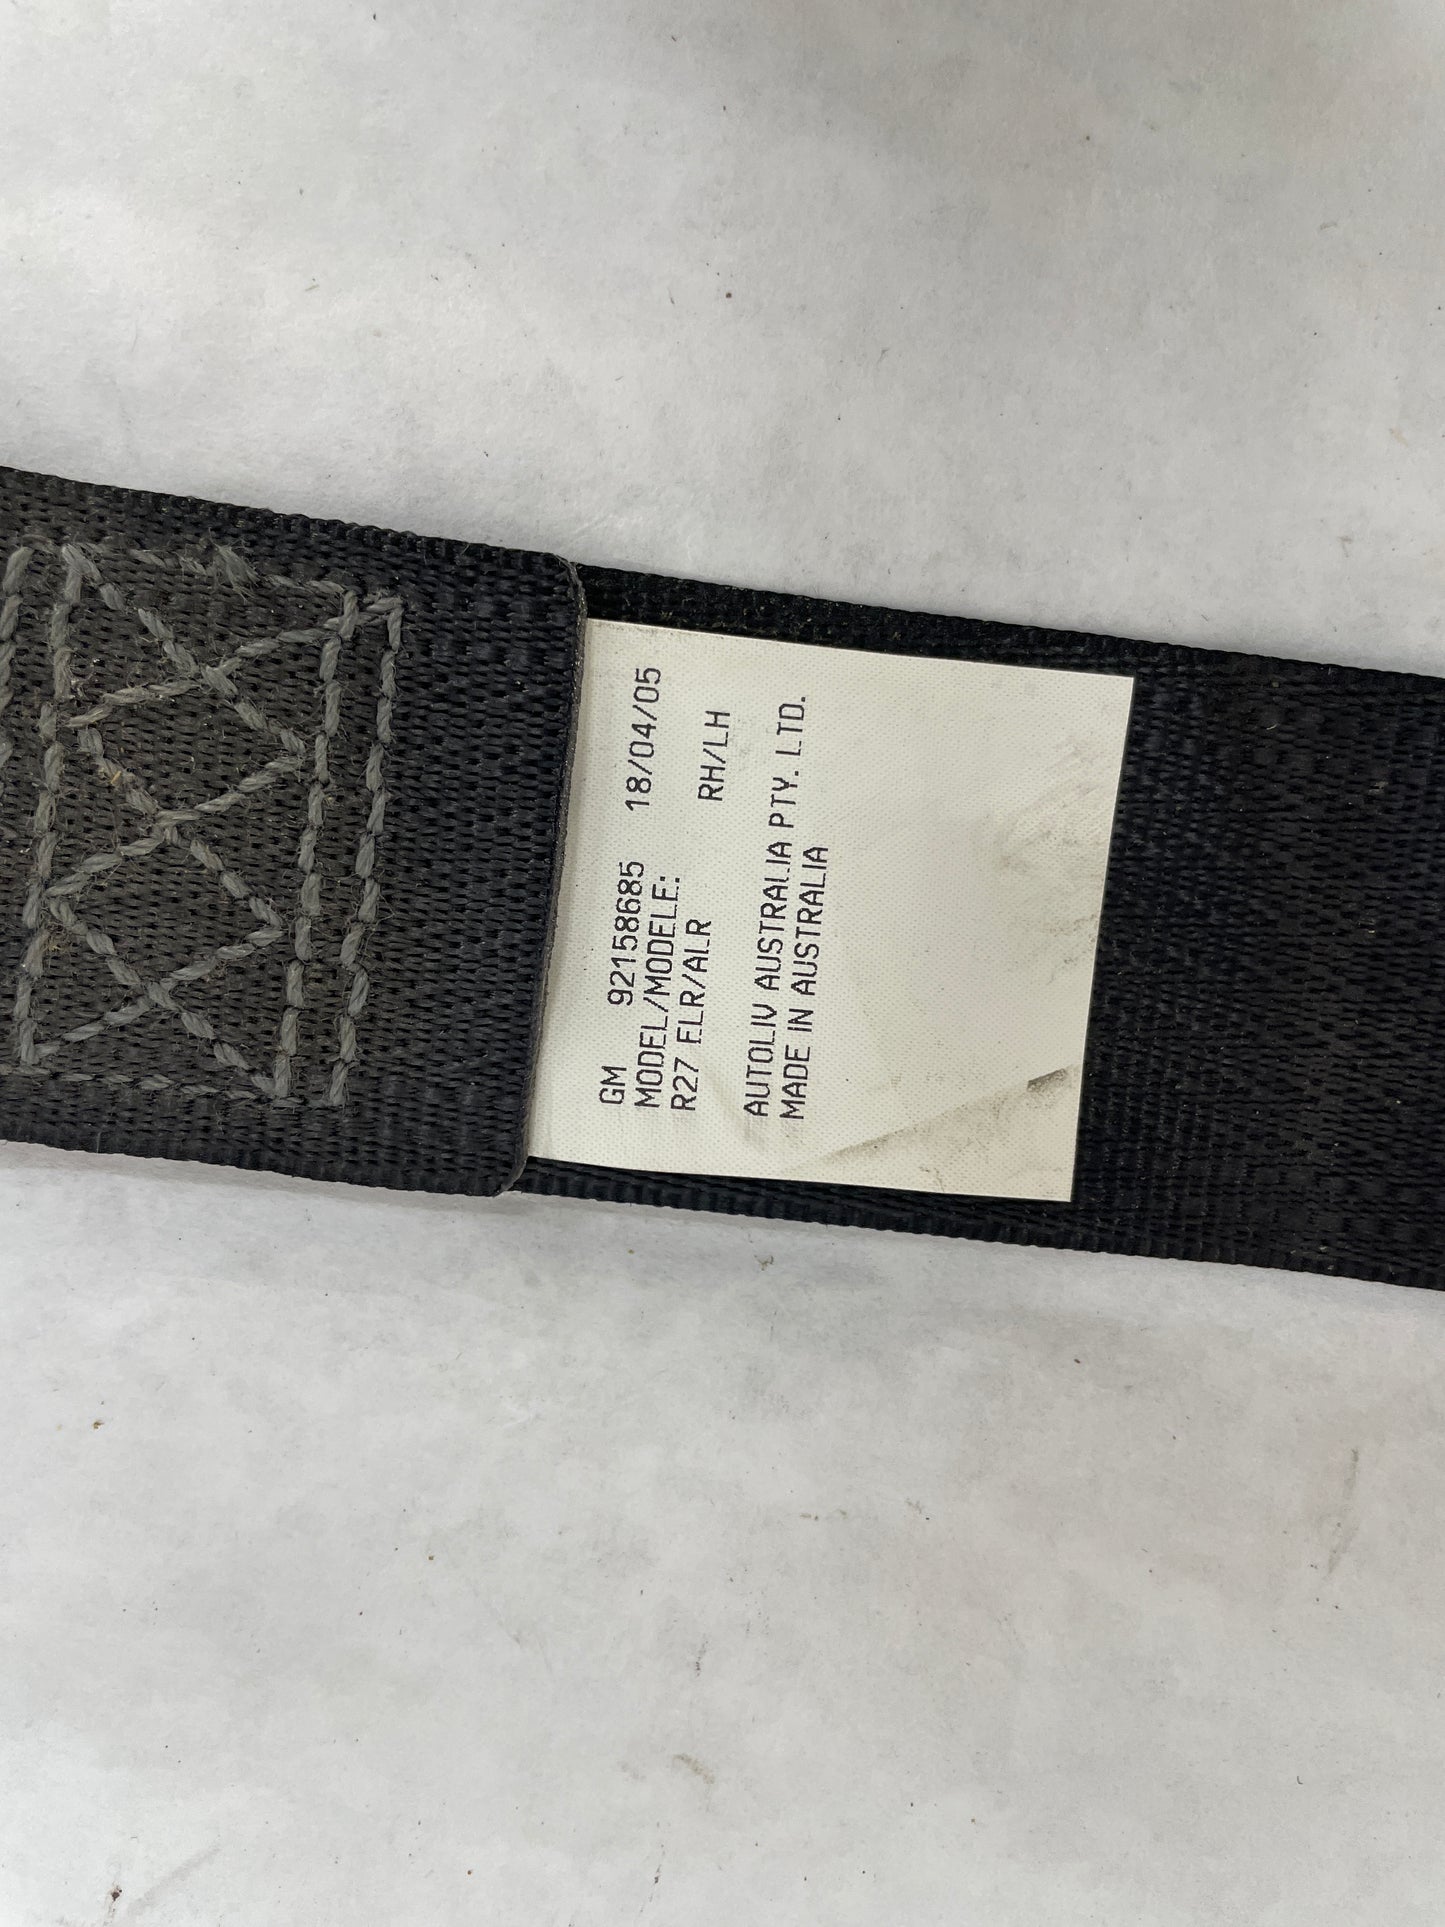 GM 92158685 18/04/05
MODEL/MODELE:
R27 ELR/ALR RH/LH
AUTOLIV AUSTRALIA PTY. LTD.
MADE IN AUSTRALIA